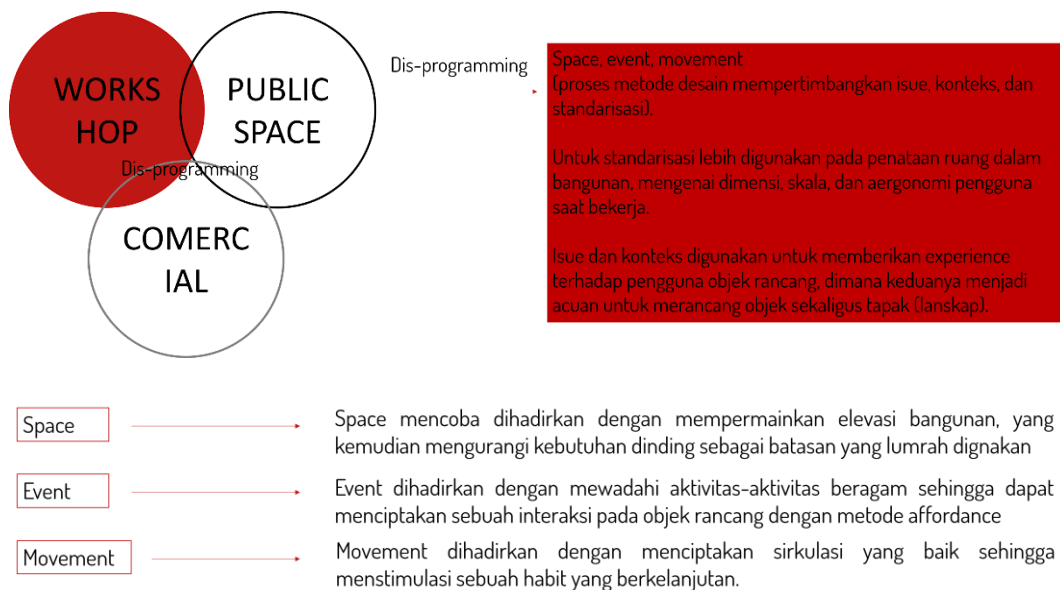 WORKS
HOP
PUBLIC
SPACE
Dis-programming
COMERC
IAL
Dis-programming
Space, event, movement
(proses metode desain mempertimbangkan isue, konteks, dan
standarisasi).
Untuk standarisasi lebih digunakan pada penataan ruang dalam
bangunan, mengenai dimensi, skala, dan aergonomi pengguna
saat bekerja.
Isue dan konteks digunakan untuk memberikan experience
terhadap pengguna objek rancang, dimana keduanya menjadi
acuan untuk merancang objek sekaligus tapak (lanskap).
Space
Space mencoba dihadirkan dengan mempermainkan elevasi bangunan, yang
kemudian mengurangi kebutuhan dinding sebagai batasan yang lumrah dignakan
Event
Event dihadirkan dengan mewadahi aktivitas-aktivitas beragam sehingga dapat
menciptakan sebuah interaksi pada objek rancang dengan metode affordance
Movement
Movement dihadirkan dengan menciptakan sirkulasi yang baik sehingga
menstimulasi sebuah habit yang berkelanjutan.